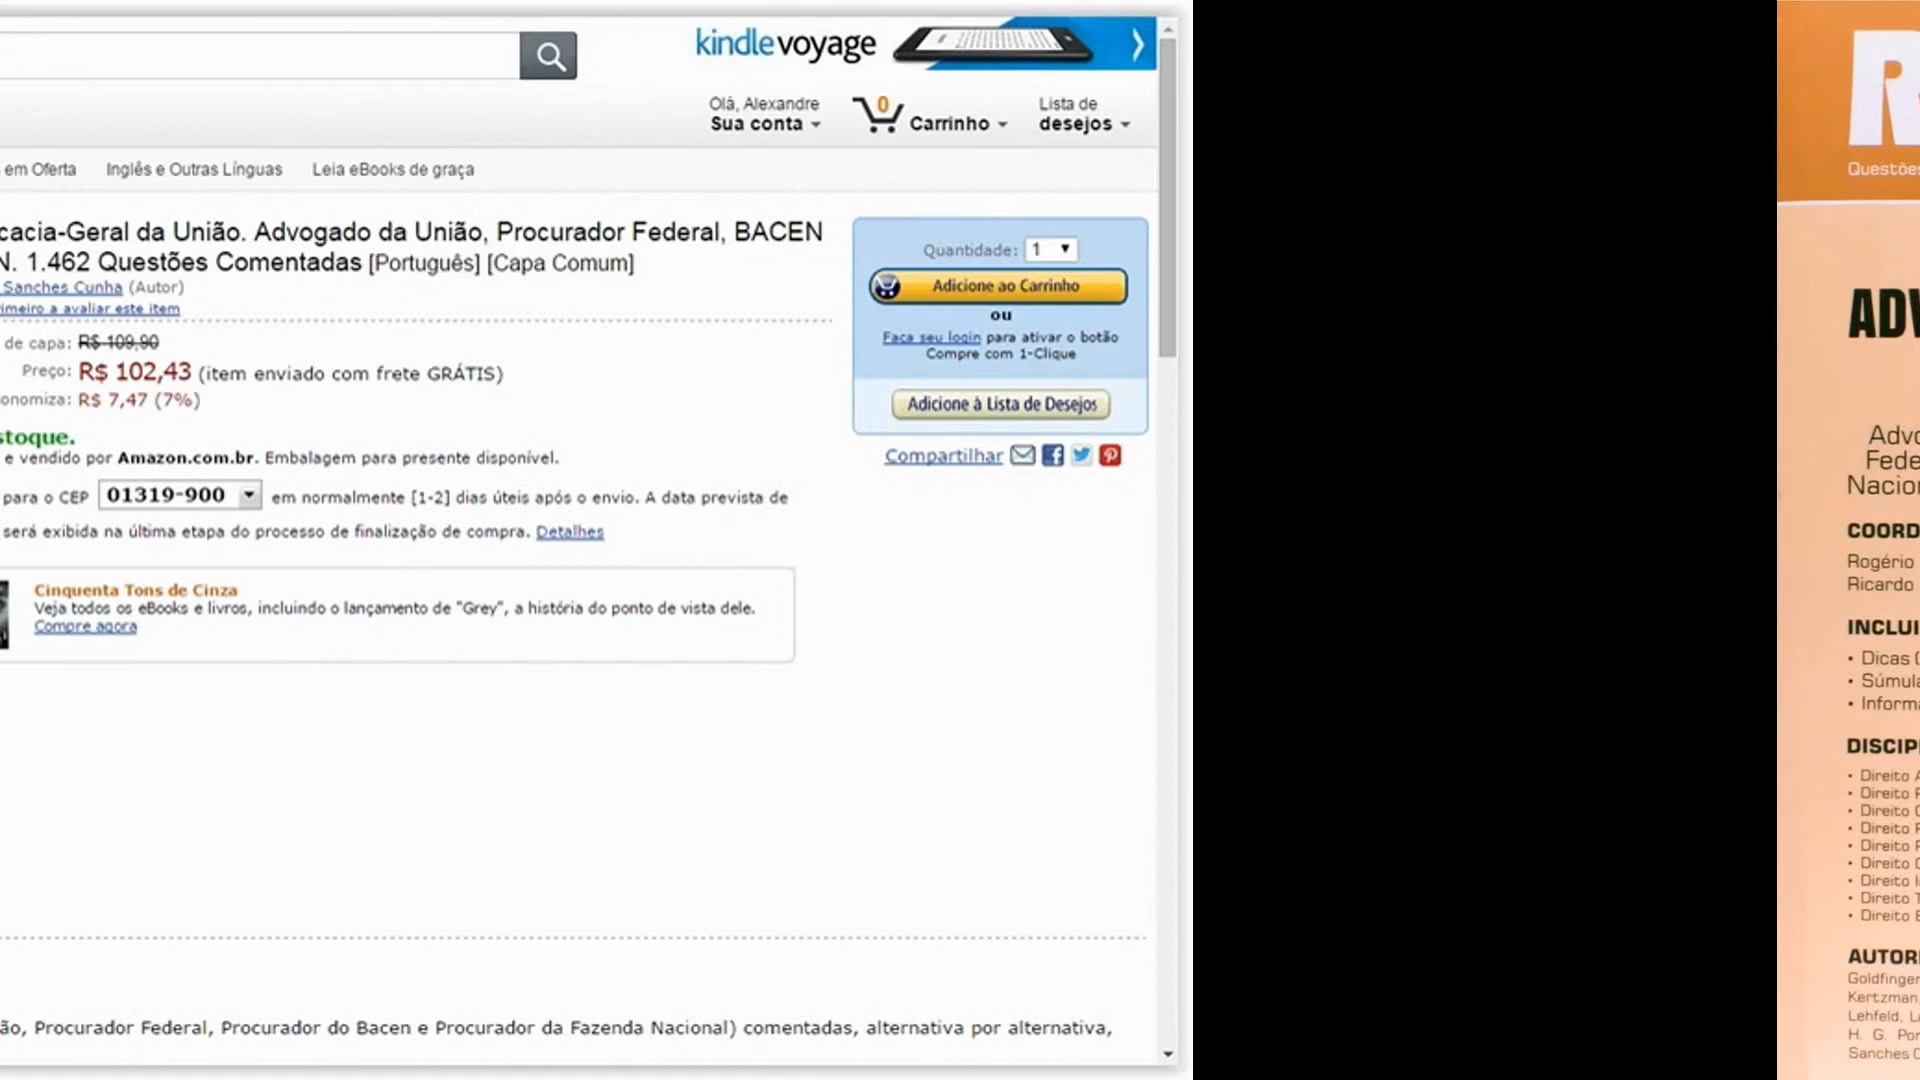 kindle voyage
Olá, Alexandre
Sua conta
0
Carrinho
Lista de
desejos
em Oferta
Inglês e Outras Línguas
Leia eBooks de graça
cacia-Geral da União. Advogado da União, Procurador Federal, BACEN
N. 1.462 Questões Comentadas [Português] [Capa Comum]
Sanches Cunha (Autor)
imeiro a avaliar este item
de capa: R$ 109,90
Preço: R$ 102,43 (item enviado com frete GRÁTIS)
onomiza: R$ 7,47 (7%)
stoque.
e vendido por Amazon.com.br. Embalagem para presente disponível.
para o CEP 01319-900 em normalmente [1-2] dias úteis após o envio. A data prevista de
será exibida na última etapa do processo de finalização de compra. Detalhes
Quantidade: 1
Adicione ao Carrinho
ou
Faça seu login para ativar o botão
Compre com 1-Clique
Adicione à Lista de Desejos
Compartilhar
Cinquenta Tons de Cinza
Veja todos os eBooks e livros, incluindo o lançamento de "Grey", a história do ponto de vista dele.
Compre agora
ão, Procurador Federal, Procurador do Bacen e Procurador da Fazenda Nacional) comentadas, alternativa por alternativa,
R
Questões
ADV
Advo
Fede
Nacion
COORD
Rogério
Ricardo
INCLUI
• Dicas (
• Súmula
• Informa
DISCIP
• Direito A
• Direito P
• Direito C
• Direito P
• Direito P
• Direito C
• Direito I
• Direito T
• Direito E
AUTOR
Goldfinger
Kertzman,
Lehfeld, L
H. G. Por
Sanches C